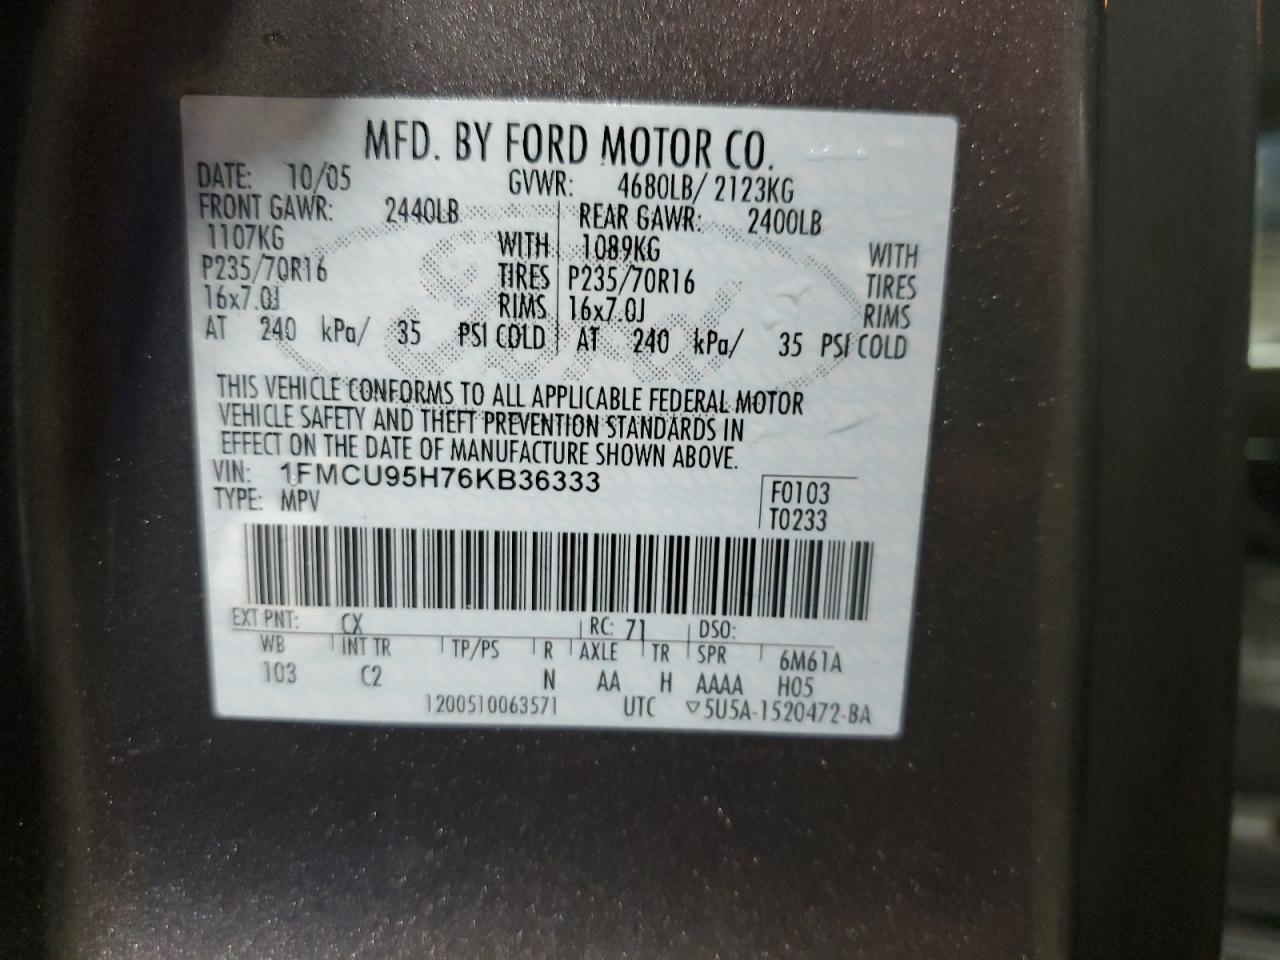 MFD. BY FORD MOTOR CO.
DATE: 10/05 GVWR: 4680LB/ 2123KG
FRONT GAWR: 2440LB REAR GAWR: 2400LB
1107KG WITH 1089KG WITH
P235/70R16 TIRES P235/70R16 TIRES
16x7.0J RIMS 16x7.0J RIMS
AT 240 kPa/ 35 PSI COLD AT 240 kPa/ 35 PSI COLD
THIS VEHICLE CONFORMS TO ALL APPLICABLE FEDERAL MOTOR
VEHICLE SAFETY AND THEFT PREVENTION STANDARDS IN
EFFECT ON THE DATE OF MANUFACTURE SHOWN ABOVE.
VIN: 1FMCU95H76KB36333
TYPE: MPV
F0103
T0233
EXT PNT: CX RC: 71 DSO:
WB INT TR TP/PS R AXLE TR SPR 6M61A
103 C2 N AA H AAAA H05
1200510063571 UTC ▽5U5A-1520472-BA